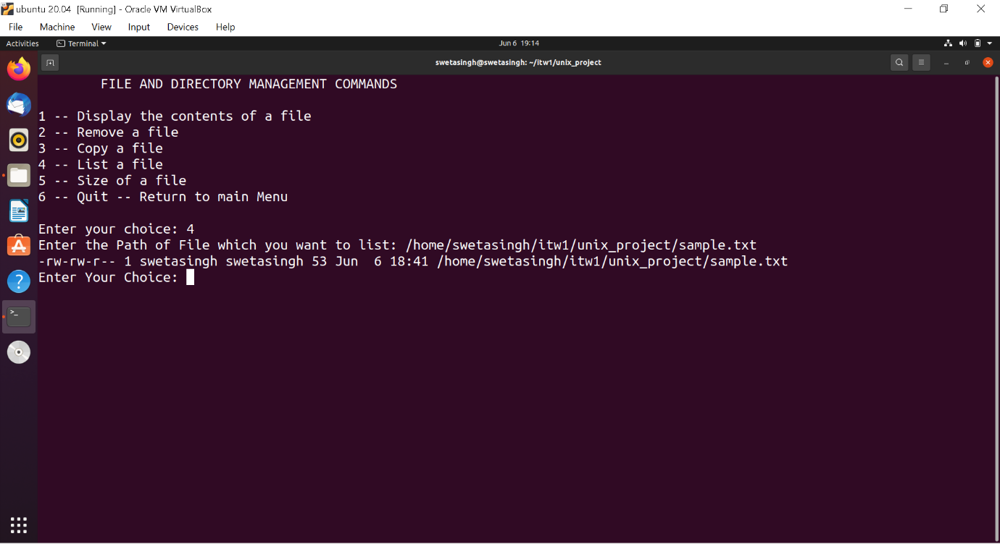 ubuntu 20.04 [Running] - Oracle VM VirtualBox
File Machine View Input Devices Help
Activities Terminal Jun 6 19:14
swetasingh@swetasingh: ~/itw1/unix_project
FILE AND DIRECTORY MANAGEMENT COMMANDS
1 -- Display the contents of a file
2 -- Remove a file
3 -- Copy a file
4 -- List a file
5 -- Size of a file
6 -- Quit -- Return to main Menu
Enter your choice: 4
Enter the Path of File which you want to list: /home/swetasingh/itw1/unix_project/sample.txt
-rw-rw-r-- 1 swetasingh swetasingh 53 Jun  6 18:41 /home/swetasingh/itw1/unix_project/sample.txt
Enter Your Choice: